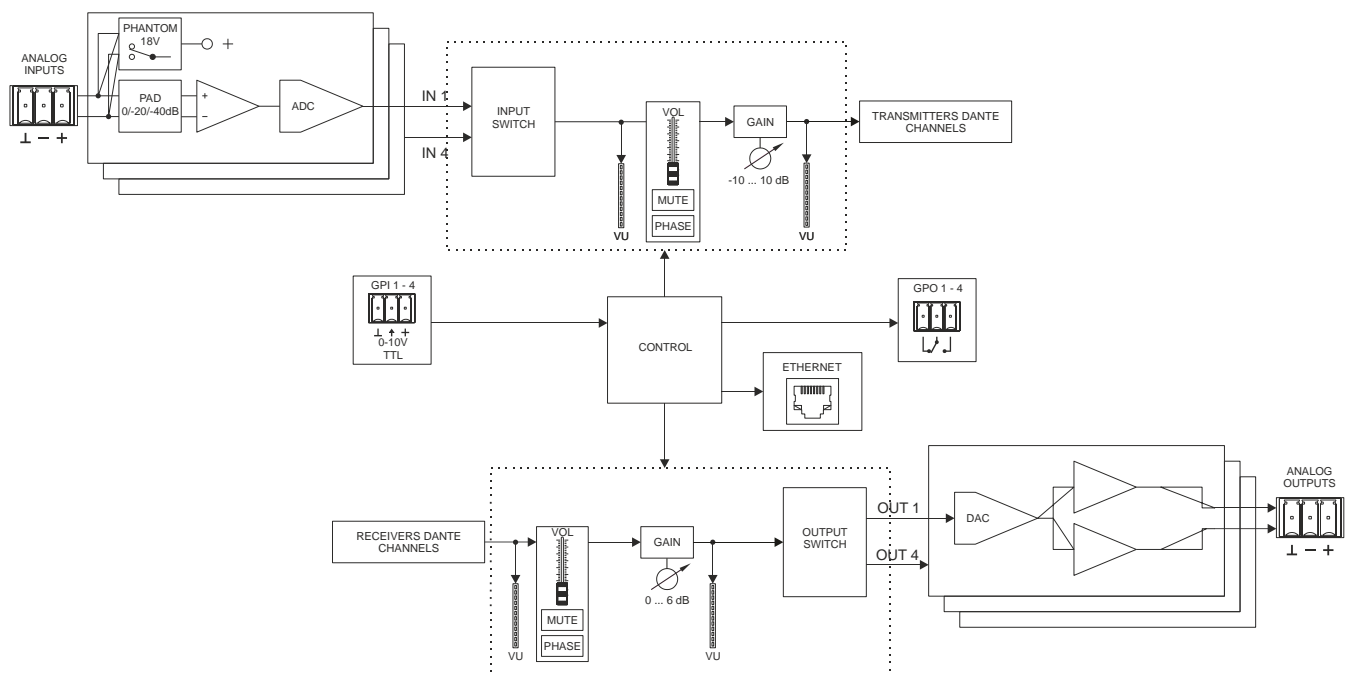 PHANTOM
18V
+
ANALOG
INPUTS
PAD
0/-20/-40dB
+
−
ADC
⊥ − +
IN 1
IN 4
INPUT
SWITCH
VU
VOL
MUTE
PHASE
GAIN
-10 ... 10 dB
VU
TRANSMITTERS DANTE
CHANNELS
GPI 1 - 4
⊥ ↑ +
0-10V
TTL
CONTROL
GPO 1 - 4
ETHERNET
RECEIVERS DANTE
CHANNELS
VU
VOL
MUTE
PHASE
GAIN
0 ... 6 dB
VU
OUTPUT
SWITCH
OUT 1
OUT 4
DAC
ANALOG
OUTPUTS
⊥ − +